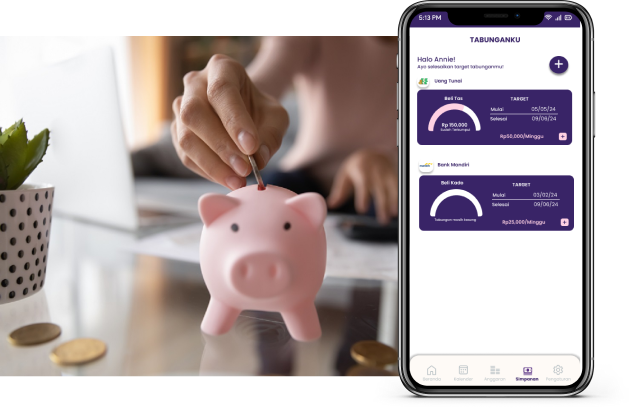 5:13 PM
TABUNGANKU
Halo Annie!
Ayo selesaikan target tabunganmu!
Uang Tunai
Beli Tas
TARGET
Mulai 05/05/24
Selesai 09/06/24
Rp 150,000
Sudah Terkumpul
Rp50,000/Minggu
Bank Mandiri
Beli Kado
TARGET
Mulai 03/02/24
Selesai 09/06/24
Tabungan masih kosong
Rp25,000/Minggu
Beranda Kalender Anggaran Simpanan Pengaturan